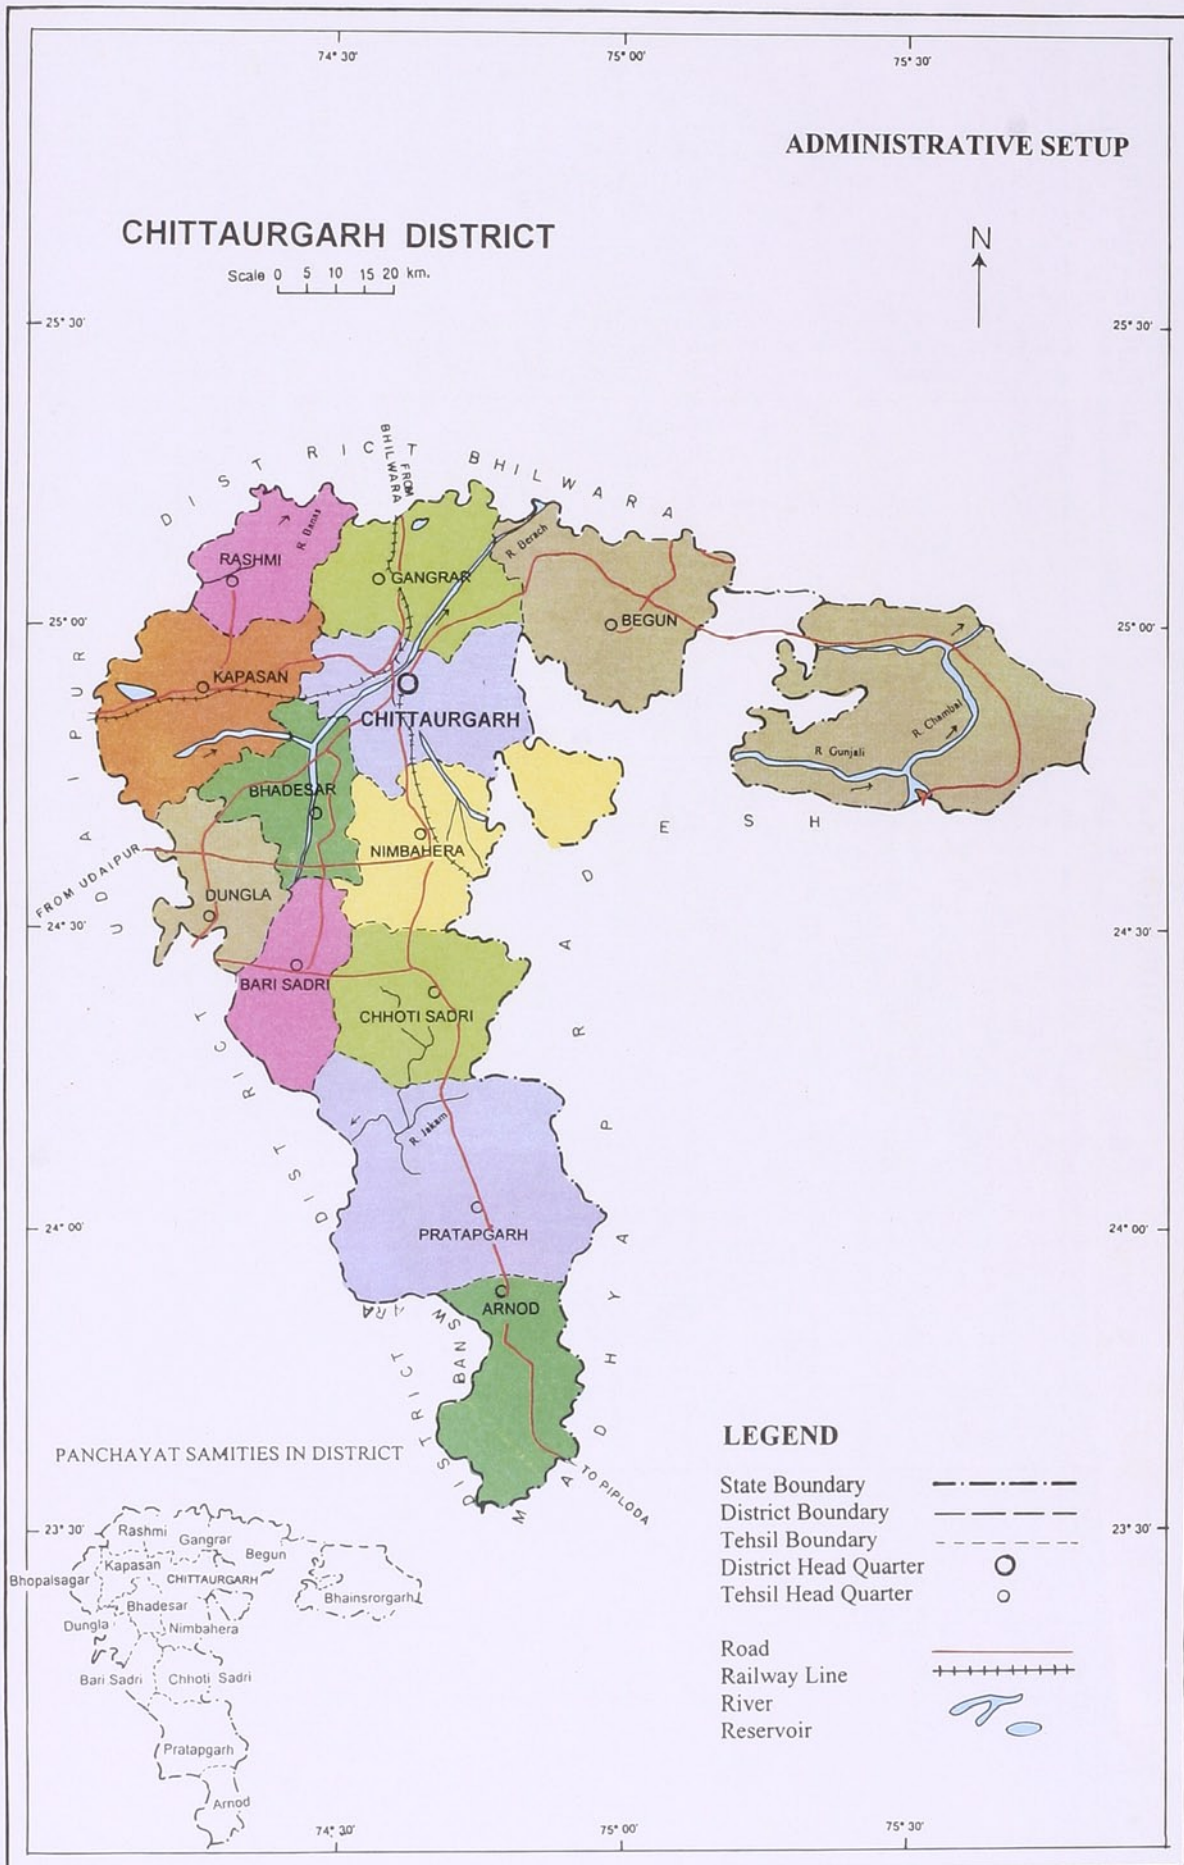 74° 30'
75° 00'
75° 30'
ADMINISTRATIVE SETUP
CHITTAURGARH DISTRICT
Scale 0 5 10 15 20 km.
N
25° 30'
25° 30'
DISTRICT BHILWARA
FROM BHILWARA
R. Banas
RASHMI
GANGRAR
R. Berach
BEGUN
25° 00'
25° 00'
KAPASAN
CHITTAURGARH
R. Chambal
R. Gunjali
BHADESAR
NIMBAHERA
FROM UDAIPUR
DUNGLA
24° 30'
24° 30'
DISTRICT UDAIPUR
BARI SADRI
CHHOTI SADRI
R. Jakam
MADHYA PRADESH
24° 00'
24° 00'
PRATAPGARH
ARNOD
DISTRICT BANSWARA
TO PIPLODA
PANCHAYAT SAMITIES IN DISTRICT
23° 30'
23° 30'
Rashmi
Gangrar
Begun
Kapasan
Bhopalsagar
CHITTAURGARH
Bhainsrorgarh
Bhadesar
Dungla
Nimbahera
Bari Sadri
Chhoti Sadri
Pratapgarh
Arnod
LEGEND
State Boundary
District Boundary
Tehsil Boundary
District Head Quarter
Tehsil Head Quarter
Road
Railway Line
River
Reservoir
74° 30'
75° 00'
75° 30'